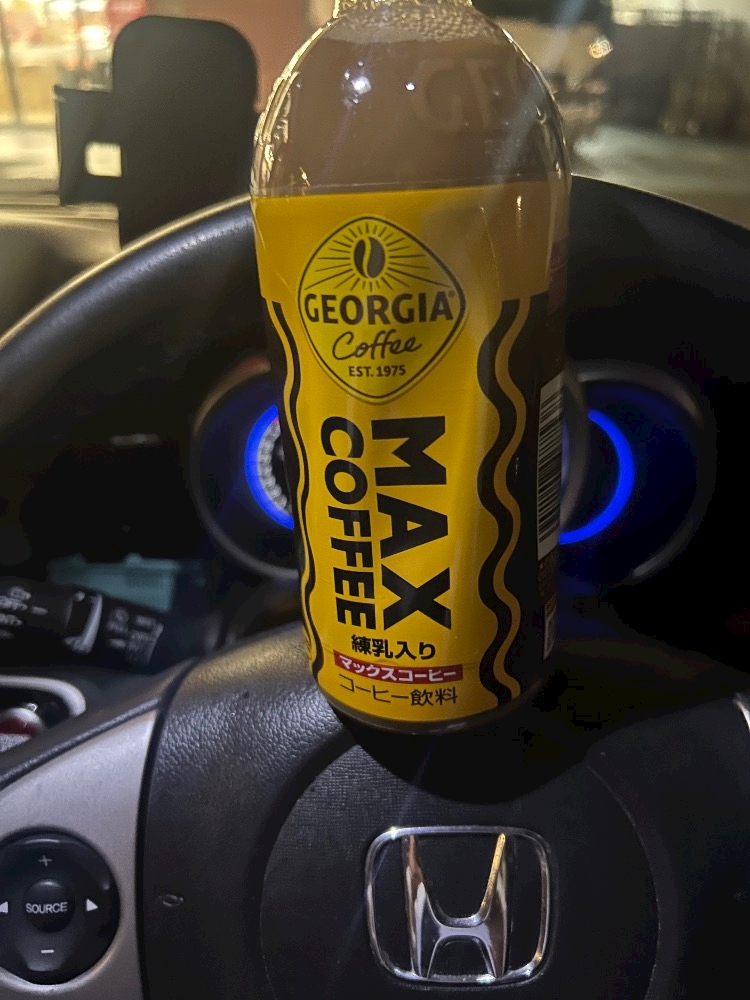 GEORGIA®
Coffee
EST. 1975
MAX
COFFEE
練乳入り
マックスコーヒー
コーヒー飲料
+
SOURCE
−